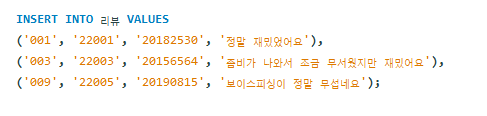 INSERT INTO 리뷰 VALUES
('001', '22001', '20182530', '정말 재밌었어요'),
('003', '22003', '20156564', '좀비가 나와서 조금 무서웠지만 재밌어요'),
('009', '22005', '20190815', '보이스피싱이 정말 무섭네요');